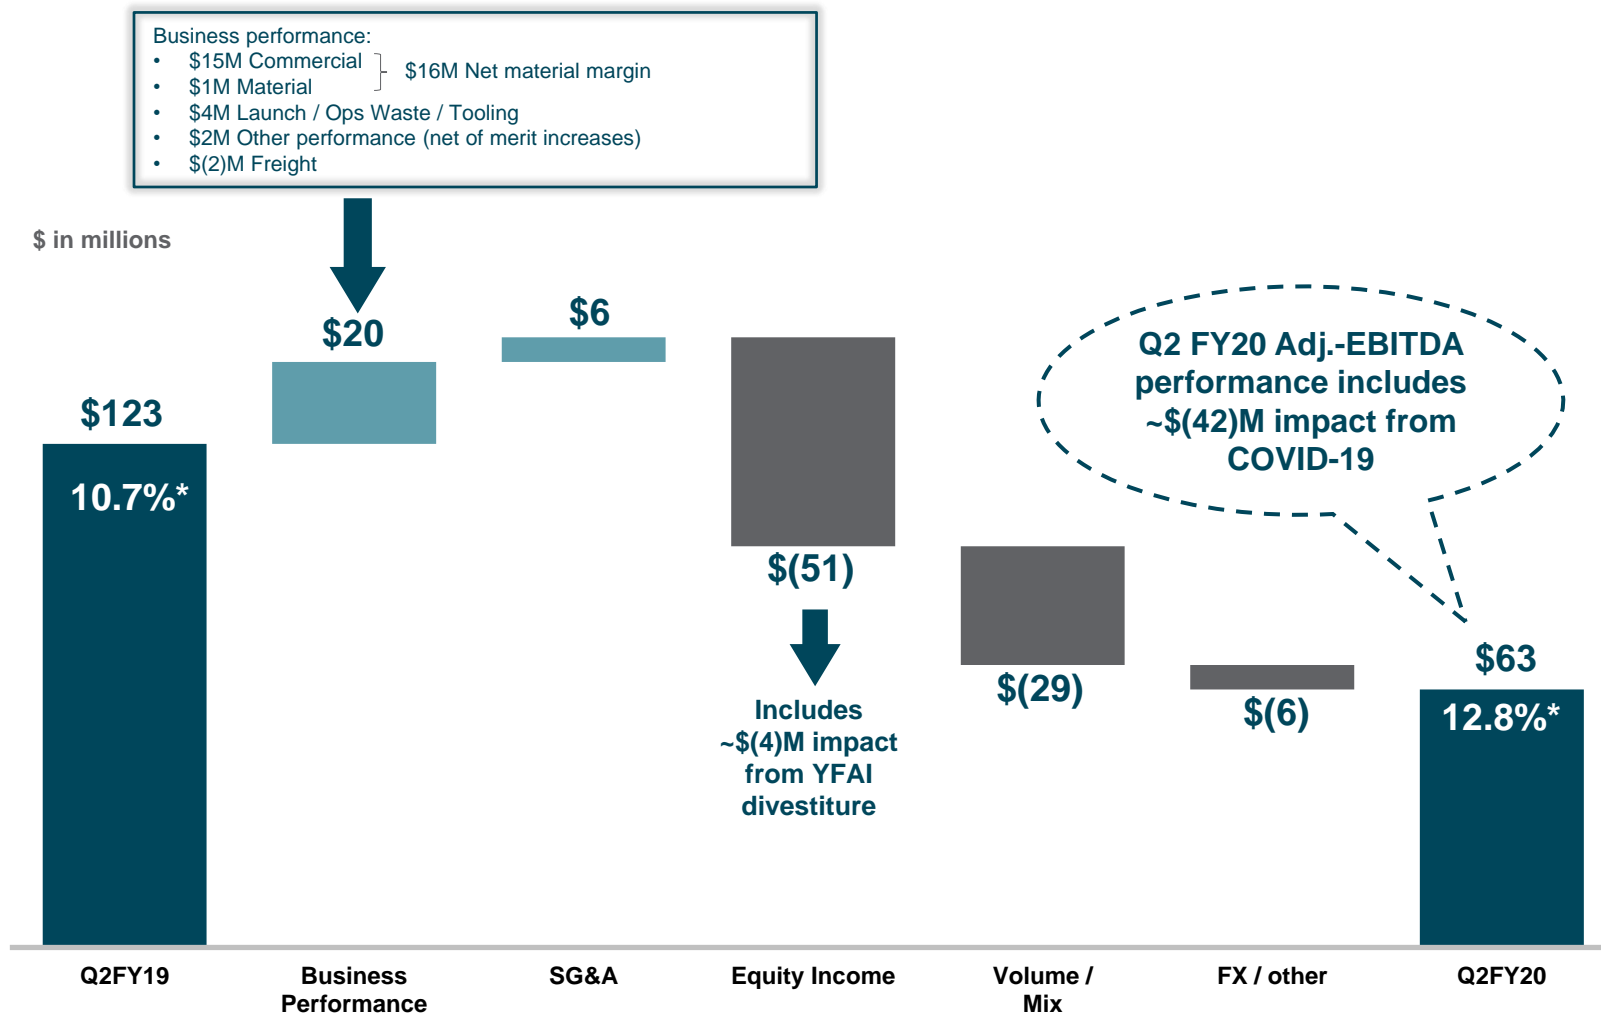 Business performance:
• $15M Commercial
• $1M Material
$16M Net material margin
• $4M Launch / Ops Waste / Tooling
• $2M Other performance (net of merit increases)
• $(2)M Freight
$ in millions
$123
10.7%*
$20
$6
$(51)
Includes
~$(4)M impact
from YFAI
divestiture
$(29)
$(6)
Q2 FY20 Adj.-EBITDA
performance includes
~$(42)M impact from
COVID-19
$63
12.8%*
Q2FY19
Business
Performance
SG&A
Equity Income
Volume /
Mix
FX / other
Q2FY20